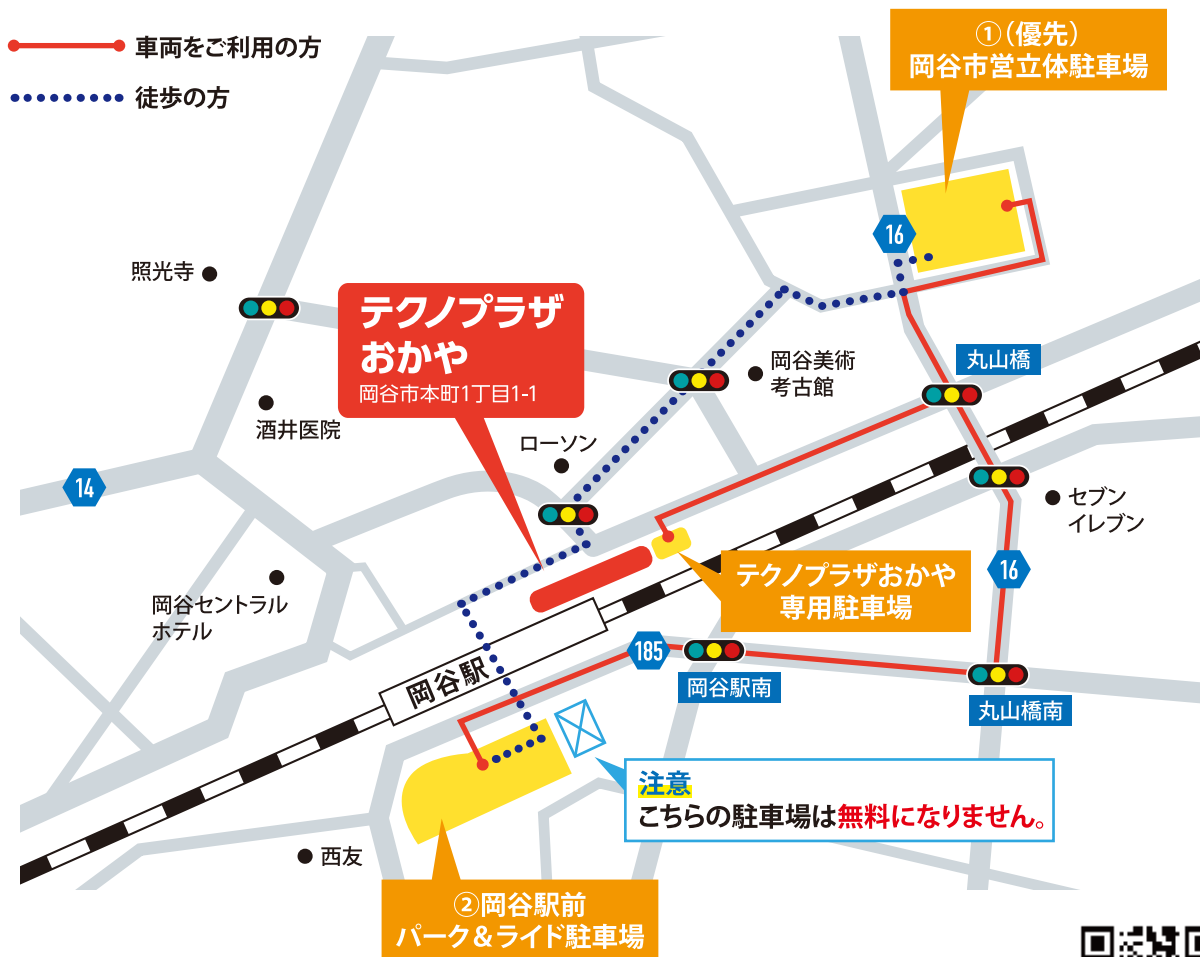 車両をご利用の方
徒歩の方
①(優先)
岡谷市営立体駐車場
16
照光寺
テクノプラザ
おかや
岡谷市本町1丁目1-1
岡谷美術
考古館
丸山橋
酒井医院
ローソン
14
セブン
イレブン
岡谷セントラル
ホテル
テクノプラザおかや
専用駐車場
16
185
岡谷駅
岡谷駅南
丸山橋南
注意
こちらの駐車場は無料になりません。
西友
②岡谷駅前
パーク&ライド駐車場